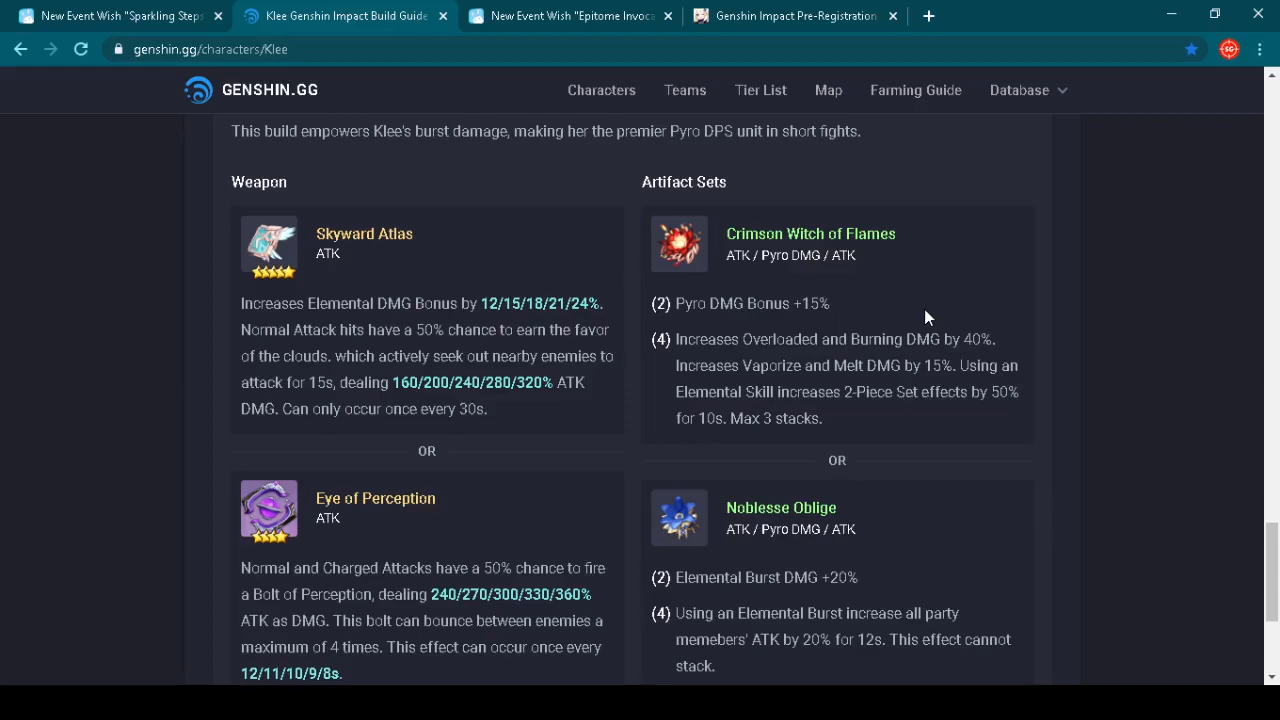 New Event Wish "Sparkling Steps
Klee Genshin Impact Build Guide
New Event Wish "Epitome Invoca
Genshin Impact Pre-Registration
genshin.gg/characters/Klee
SG
GENSHIN.GG
Characters
Teams
Tier List
Map
Farming Guide
Database
This build empowers Klee's burst damage, making her the premier Pyro DPS unit in short fights.
Weapon
Skyward Atlas
ATK
Increases Elemental DMG Bonus by 12/15/18/21/24%.
Normal Attack hits have a 50% chance to earn the favor
of the clouds. which actively seek out nearby enemies to
attack for 15s, dealing 160/200/240/280/320% ATK
DMG. Can only occur once every 30s.
OR
Eye of Perception
ATK
Normal and Charged Attacks have a 50% chance to fire
a Bolt of Perception, dealing 240/270/300/330/360%
ATK as DMG. This bolt can bounce between enemies a
maximum of 4 times. This effect can occur once every
12/11/10/9/8s.
Artifact Sets
Crimson Witch of Flames
ATK / Pyro DMG / ATK
(2) Pyro DMG Bonus +15%
(4) Increases Overloaded and Burning DMG by 40%.
Increases Vaporize and Melt DMG by 15%. Using an
Elemental Skill increases 2-Piece Set effects by 50%
for 10s. Max 3 stacks.
OR
Noblesse Oblige
ATK / Pyro DMG / ATK
(2) Elemental Burst DMG +20%
(4) Using an Elemental Burst increase all party
memebers' ATK by 20% for 12s. This effect cannot
stack.